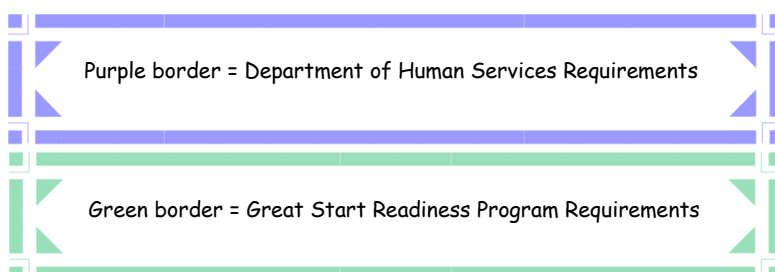 Purple border = Department of Human Services Requirements
Green border = Great Start Readiness Program Requirements